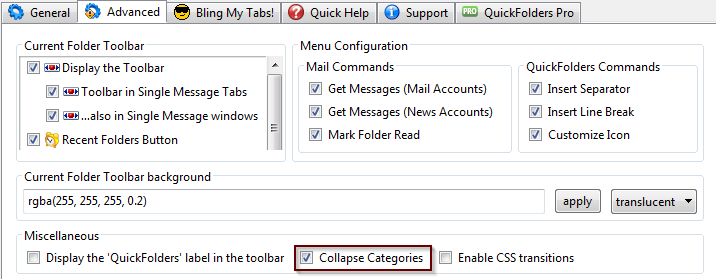 General Advanced Bling My Tabs! Quick Help Support PRO QuickFolders Pro
Current Folder Toolbar
Display the Toolbar
Toolbar in Single Message Tabs
...also in Single Message windows
Recent Folders Button
Menu Configuration
Mail Commands
Get Messages (Mail Accounts)
Get Messages (News Accounts)
Mark Folder Read
QuickFolders Commands
Insert Separator
Insert Line Break
Customize Icon
Current Folder Toolbar background
rgba(255, 255, 255, 0.2) apply translucent
Miscellaneous
Display the 'QuickFolders' label in the toolbar Collapse Categories Enable CSS transitions